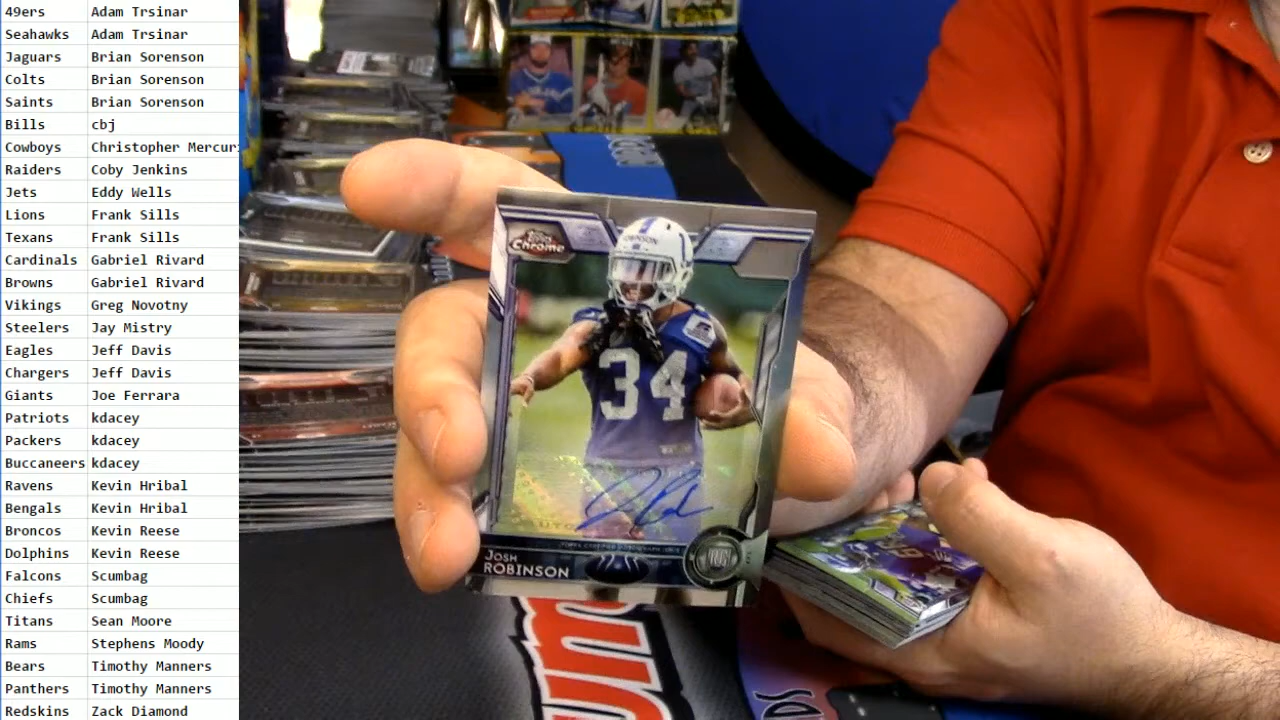 49ers Adam Trsinar
Seahawks Adam Trsinar
Jaguars Brian Sorenson
Colts Brian Sorenson
Saints Brian Sorenson
Bills cbj
Cowboys Christopher Mercur
Raiders Coby Jenkins
Jets Eddy Wells
Lions Frank Sills
Texans Frank Sills
Cardinals Gabriel Rivard
Browns Gabriel Rivard
Vikings Greg Novotny
Steelers Jay Mistry
Eagles Jeff Davis
Chargers Jeff Davis
Giants Joe Ferrara
Patriots kdacey
Packers kdacey
Buccaneers kdacey
Ravens Kevin Hribal
Bengals Kevin Hribal
Broncos Kevin Reese
Dolphins Kevin Reese
Falcons Scumbag
Chiefs Scumbag
Titans Sean Moore
Rams Stephens Moody
Bears Timothy Manners
Panthers Timothy Manners
Redskins Zack Diamond
Topps
Chrome
34
Josh
ROBINSON
RC